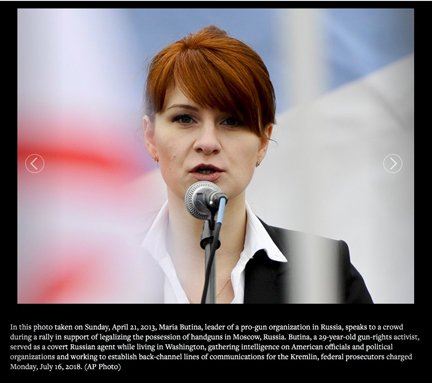 In this photo taken on Sunday, April 21, 2013, Maria Butina, leader of a pro-gun organization in Russia, speaks to a crowd
during a rally in support of legalizing the possession of handguns in Moscow, Russia. Butina, a 29-year-old gun-rights activist,
served as a covert Russian agent while living in Washington, gathering intelligence on American officials and political
organizations and working to establish back-channel lines of communications for the Kremlin, federal prosecutors charged
Monday, July 16, 2018. (AP Photo)